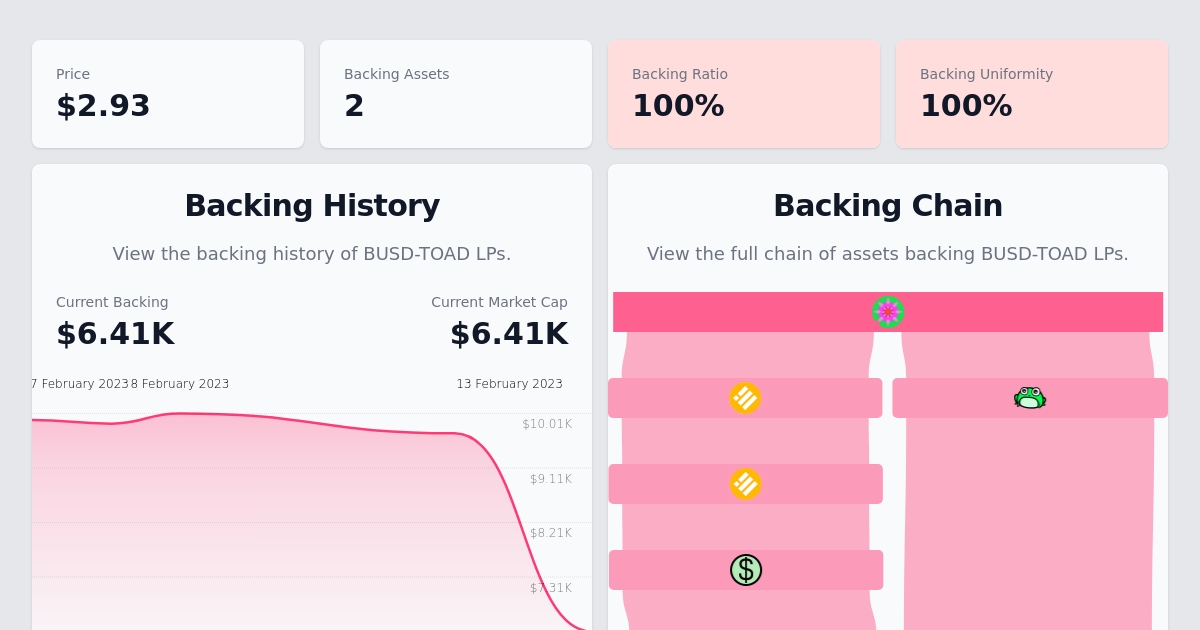 Price
$2.93
Backing Assets
2
Backing Ratio
100%
Backing Uniformity
100%
Backing History
View the backing history of BUSD-TOAD LPs.
Current Backing
$6.41K
Current Market Cap
$6.41K
7 February 2023
8 February 2023
13 February 2023
$10.01K
$9.11K
$8.21K
$7.31K
Backing Chain
View the full chain of assets backing BUSD-TOAD LPs.
$